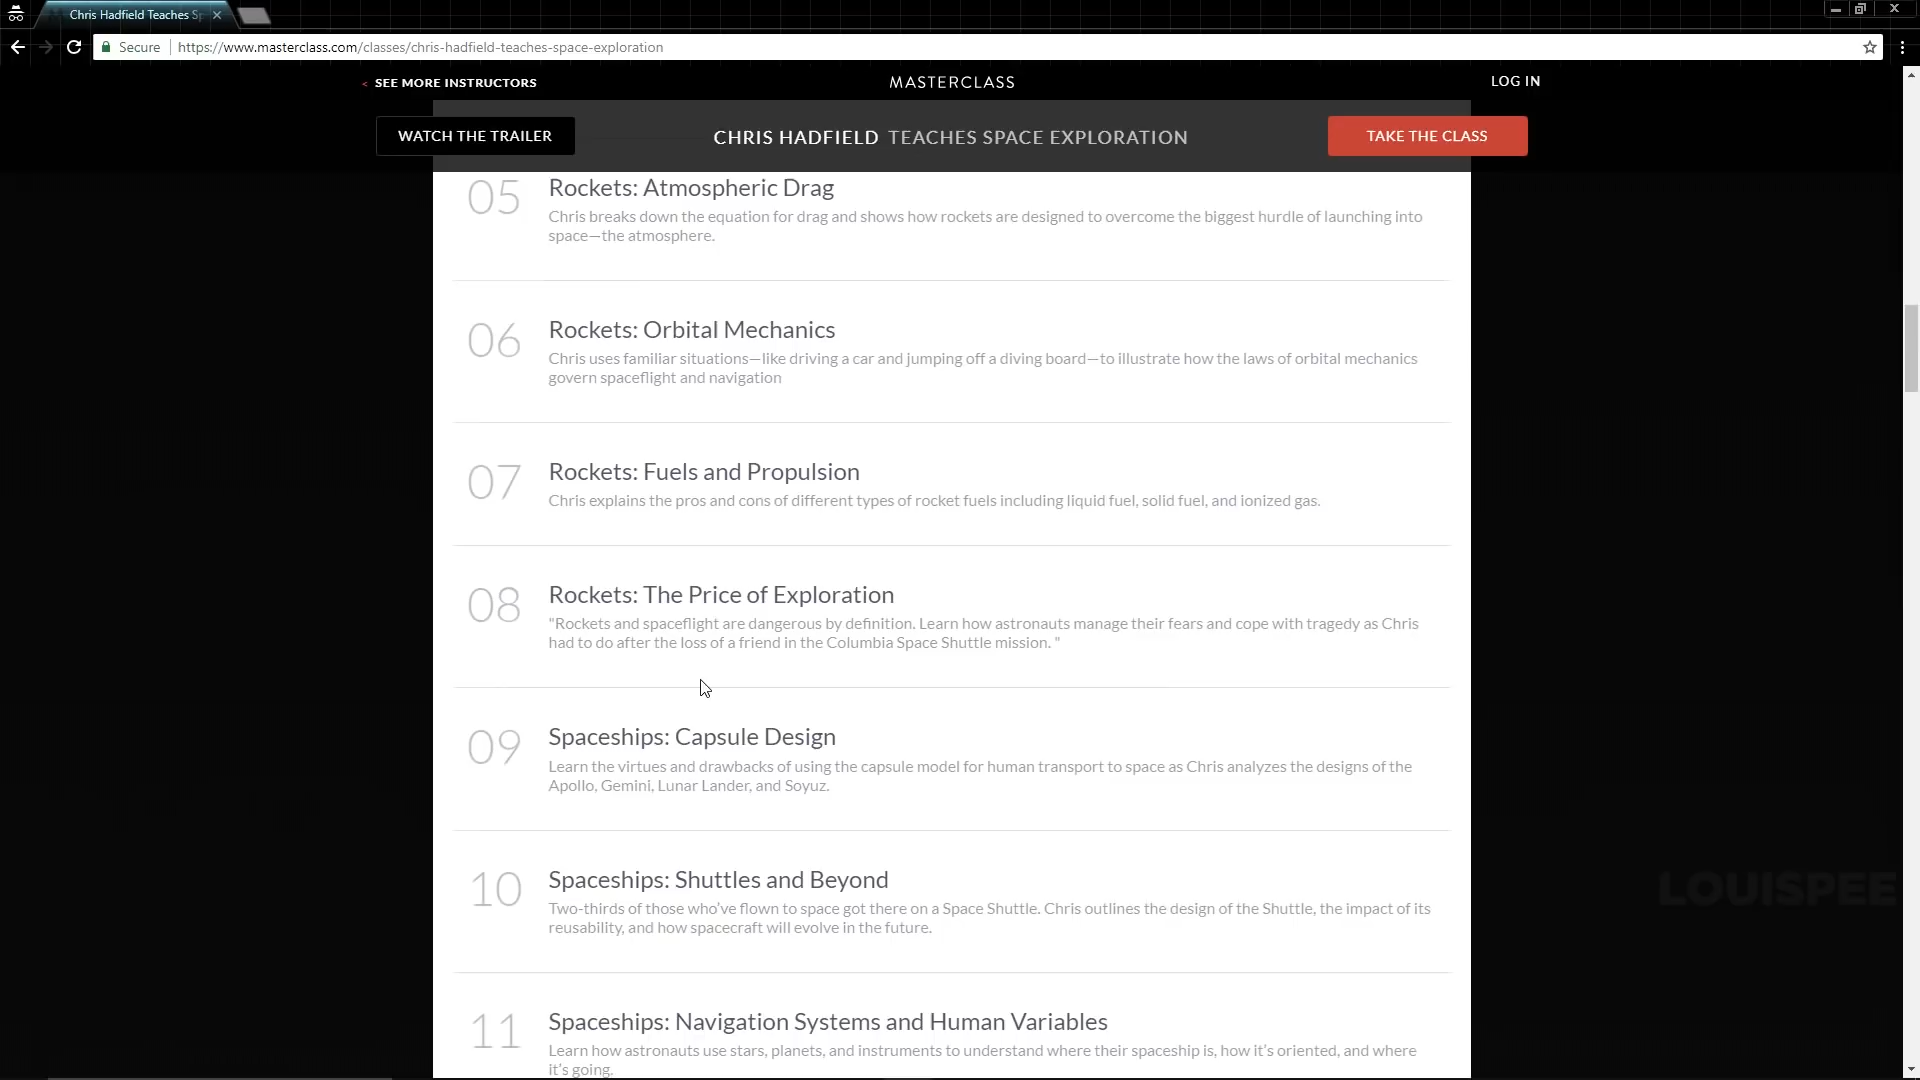 Chris Hadfield Teaches S
Secure
https://www.masterclass.com/classes/chris-hadfield-teaches-space-exploration
< SEE MORE INSTRUCTORS
MASTERCLASS
LOG IN
WATCH THE TRAILER
CHRIS HADFIELD TEACHES SPACE EXPLORATION
TAKE THE CLASS
05
Rockets: Atmospheric Drag
Chris breaks down the equation for drag and shows how rockets are designed to overcome the biggest hurdle of launching into
space—the atmosphere.
06
Rockets: Orbital Mechanics
Chris uses familiar situations—like driving a car and jumping off a diving board—to illustrate how the laws of orbital mechanics
govern spaceflight and navigation
07
Rockets: Fuels and Propulsion
Chris explains the pros and cons of different types of rocket fuels including liquid fuel, solid fuel, and ionized gas.
08
Rockets: The Price of Exploration
"Rockets and spaceflight are dangerous by definition. Learn how astronauts manage their fears and cope with tragedy as Chris
had to do after the loss of a friend in the Columbia Space Shuttle mission. "
09
Spaceships: Capsule Design
Learn the virtues and drawbacks of using the capsule model for human transport to space as Chris analyzes the designs of the
Apollo, Gemini, Lunar Lander, and Soyuz.
10
Spaceships: Shuttles and Beyond
Two-thirds of those who've flown to space got there on a Space Shuttle. Chris outlines the design of the Shuttle, the impact of its
reusability, and how spacecraft will evolve in the future.
LOUISPEE
11
Spaceships: Navigation Systems and Human Variables
Learn how astronauts use stars, planets, and instruments to understand where their spaceship is, how it's oriented, and where
it's going.